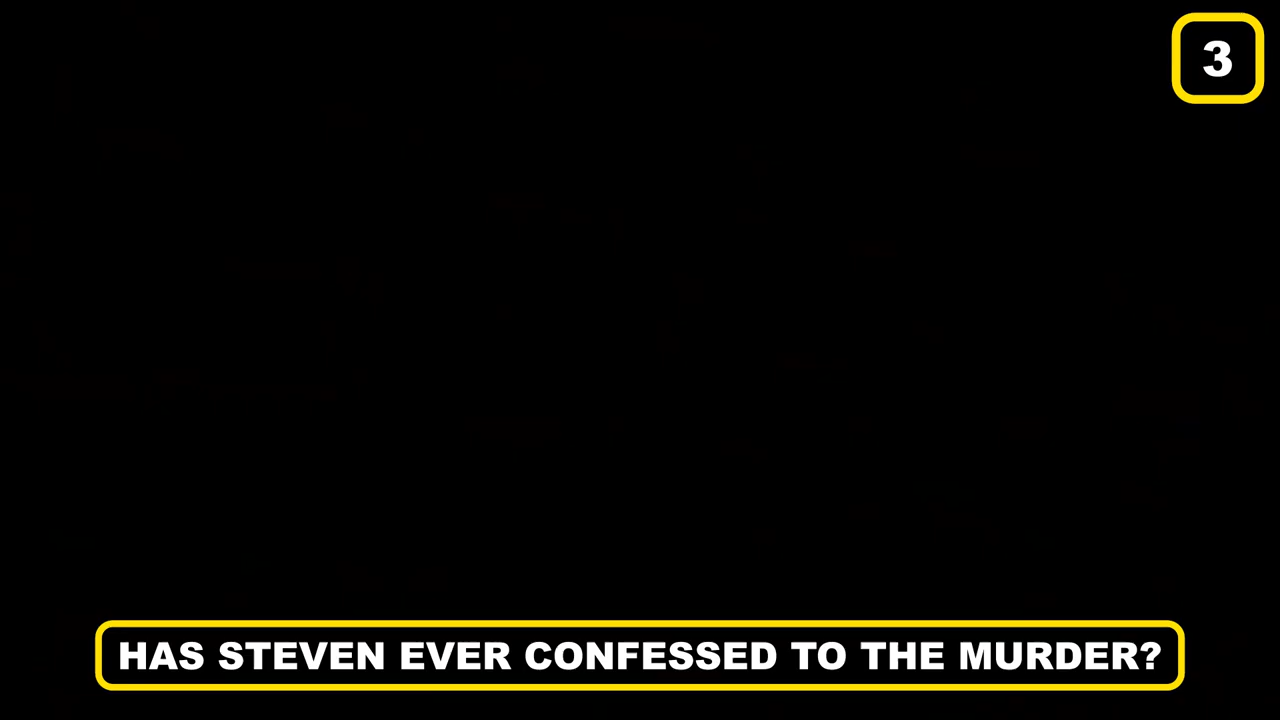 3
HAS STEVEN EVER CONFESSED TO THE MURDER?